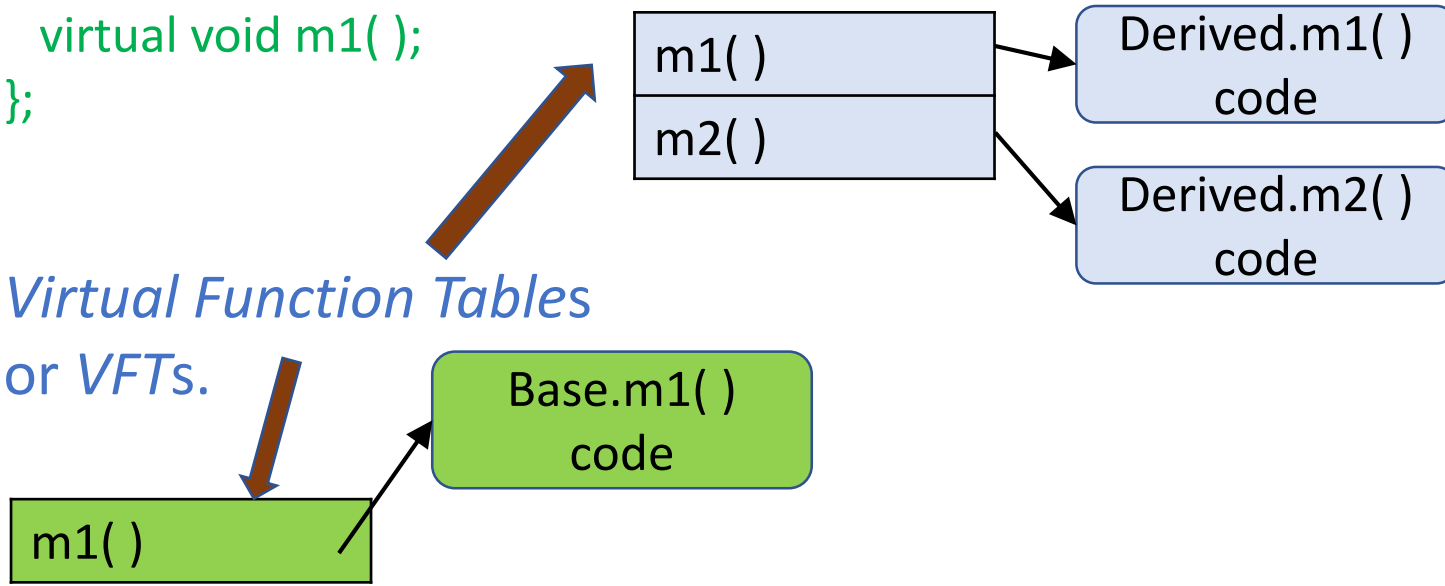 virtual void m1( );
};
m1( )
m2( )
Derived.m1( )
code
Derived.m2( )
code
Virtual Function Tables
or VFTs.
Base.m1( )
code
m1( )